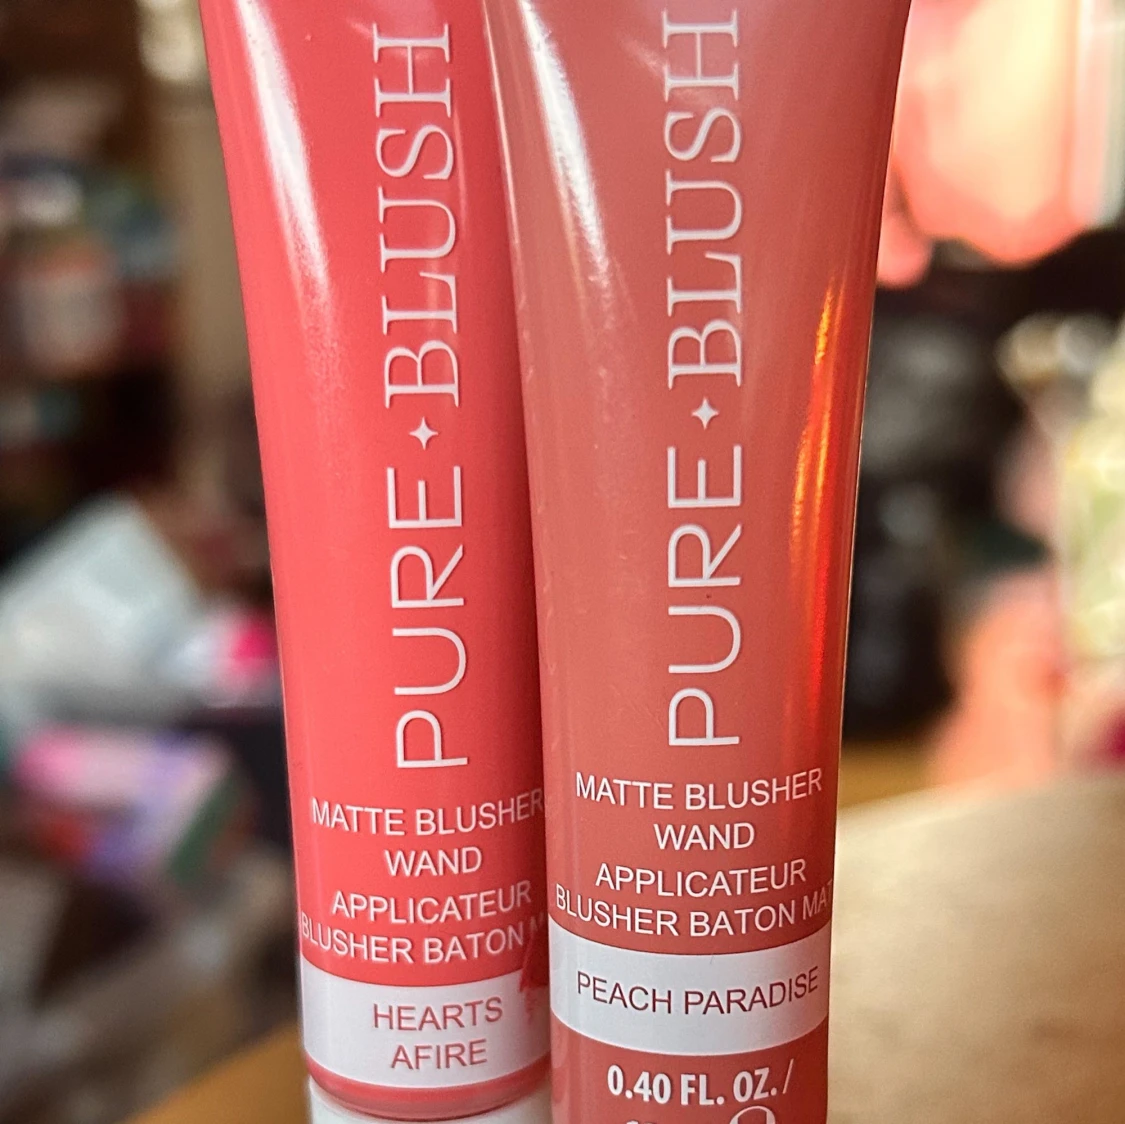 PURE ✦ BLUSH
MATTE BLUSHER
WAND
APPLICATEUR
BLUSHER BATON
HEARTS
AFIRE
PURE ✦ BLUSH
MATTE BLUSHER
WAND
APPLICATEUR
BLUSHER BATON MAT
PEACH PARADISE
0.40 FL. OZ./